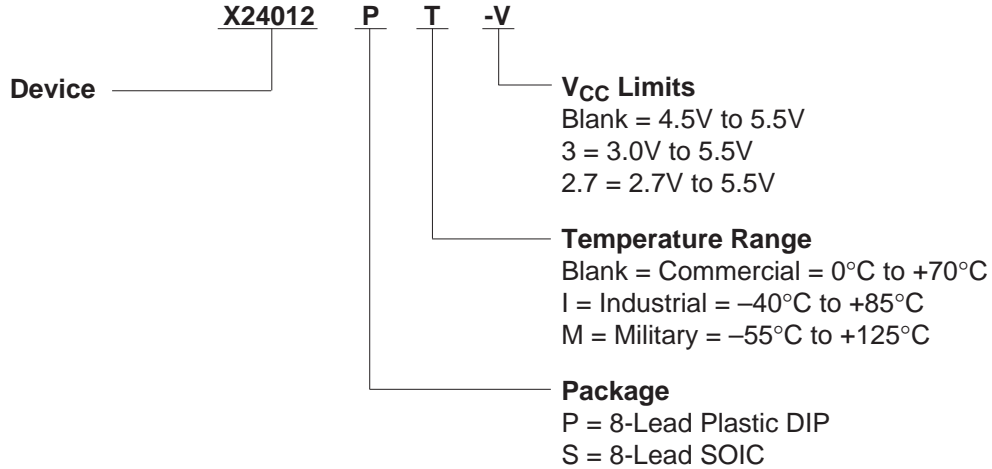 X24012 P T -V
Device
VCC Limits
Blank = 4.5V to 5.5V
3 = 3.0V to 5.5V
2.7 = 2.7V to 5.5V
Temperature Range
Blank = Commercial = 0°C to +70°C
I = Industrial = –40°C to +85°C
M = Military = –55°C to +125°C
Package
P = 8-Lead Plastic DIP
S = 8-Lead SOIC